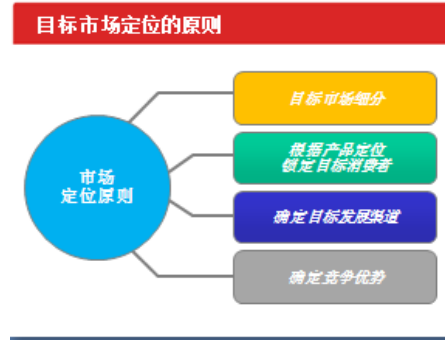 目标市场定位的原则
市场
定位原则
目标市场细分
根据产品定位
锁定目标消费者
确定目标发展渠道
确定竞争优势